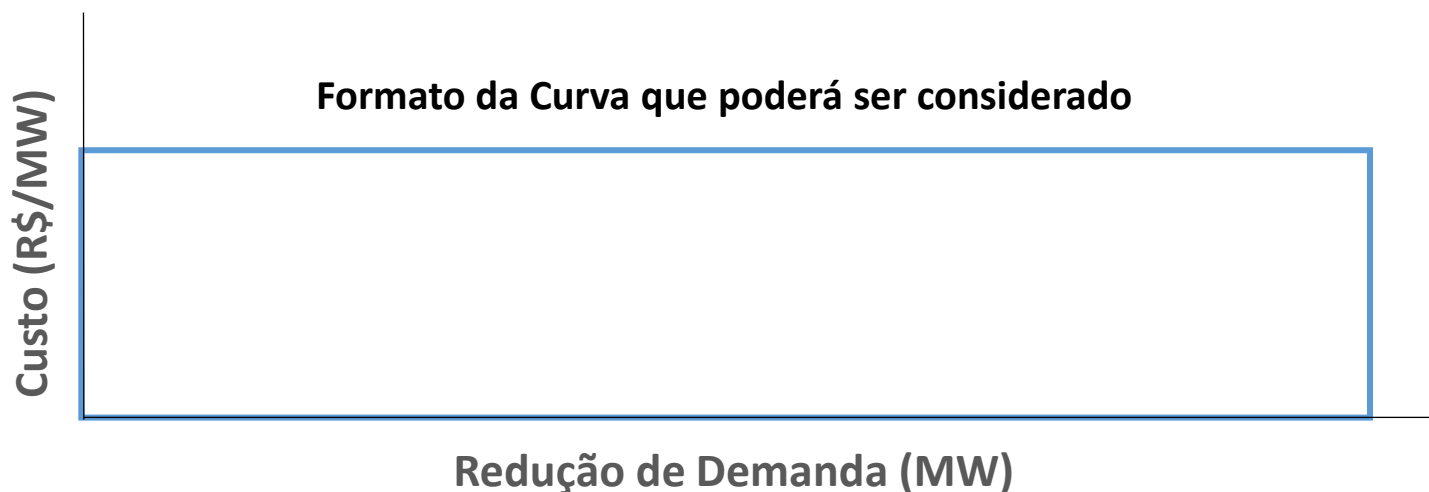 Formato da Curva que poderá ser considerado
Custo (R$/MW)
Redução de Demanda (MW)